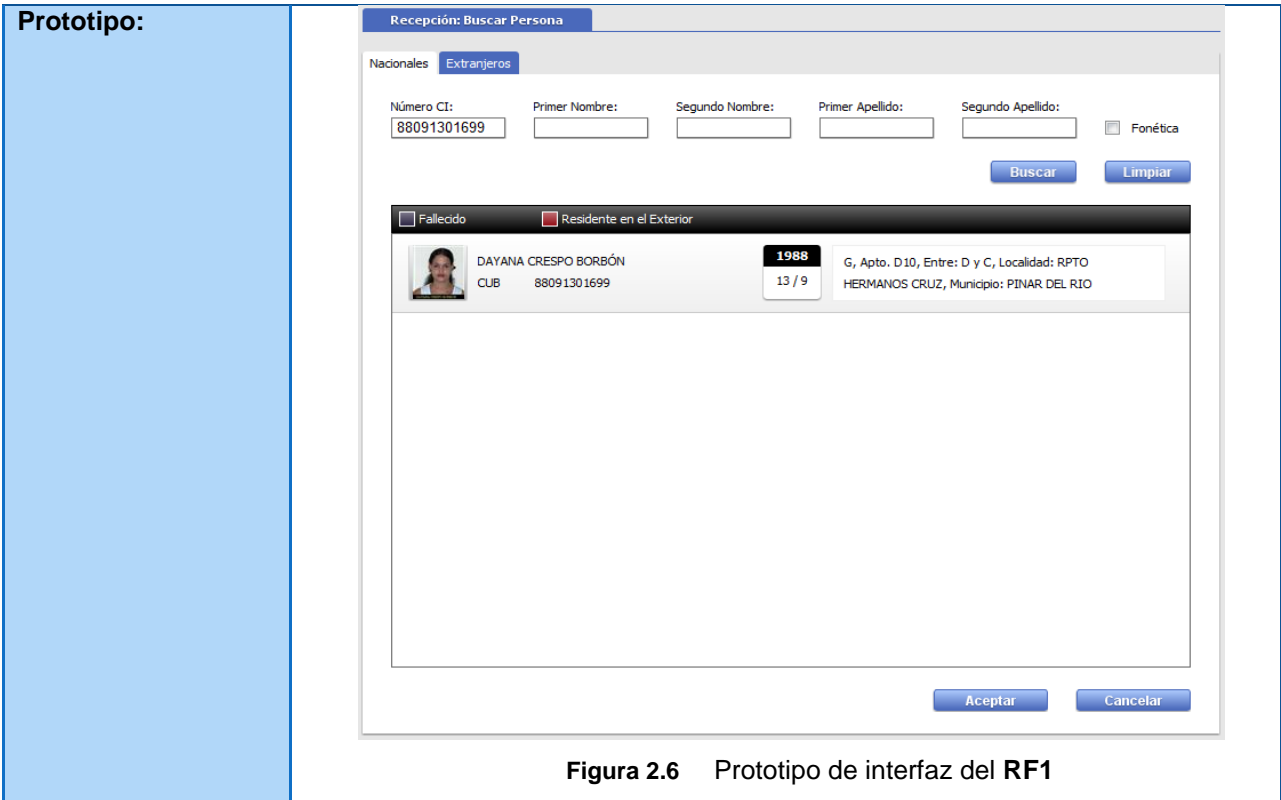 Prototipo:
Recepción: Buscar Persona
Nacionales Extranjeros
Número CI: Primer Nombre: Segundo Nombre: Primer Apellido: Segundo Apellido:
88091301699 Fonética
Buscar Limpiar
Fallecido Residente en el Exterior
DAYANA CRESPO BORBÓN 1988 G, Apto. D10, Entre: D y C, Localidad: RPTO
CUB 88091301699 13 / 9 HERMANOS CRUZ, Municipio: PINAR DEL RIO
Aceptar Cancelar
Figura 2.6 Prototipo de interfaz del RF1